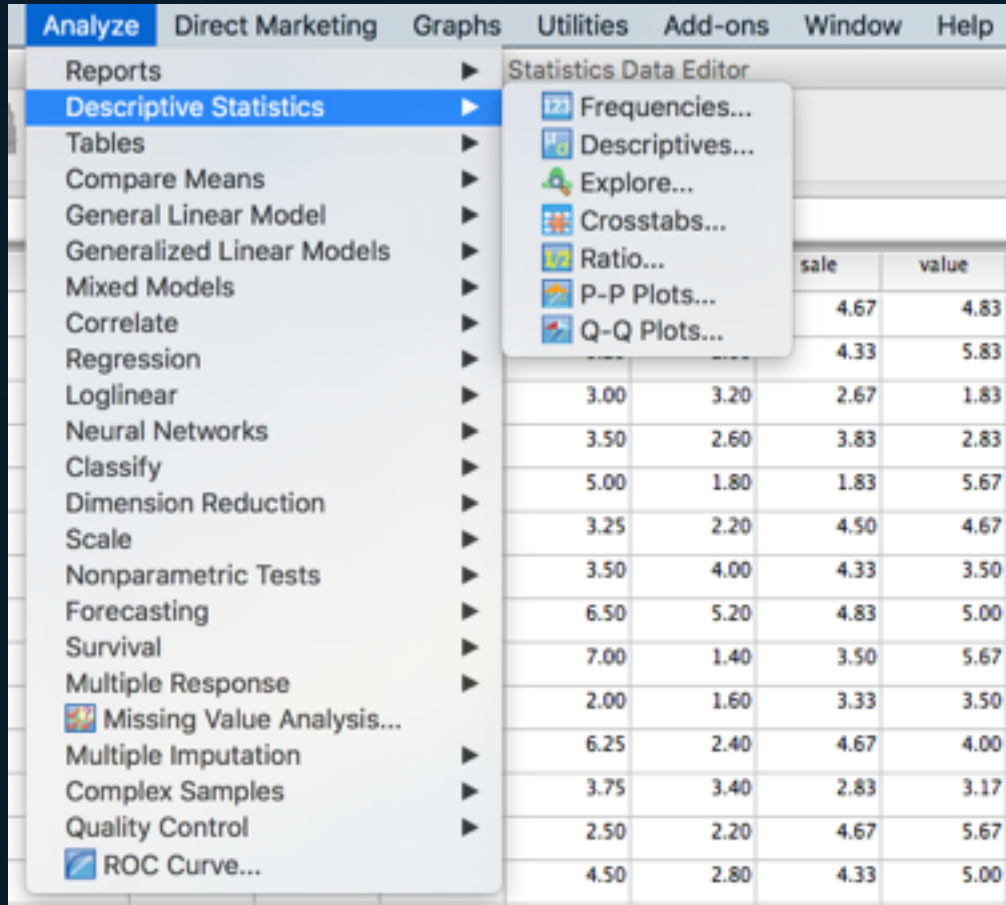 Analyze Direct Marketing Graphs Utilities Add-ons Window Help
Statistics Data Editor
Reports
Descriptive Statistics
Tables
Compare Means
General Linear Model
Generalized Linear Models
Mixed Models
Correlate
Regression
Loglinear
Neural Networks
Classify
Dimension Reduction
Scale
Nonparametric Tests
Forecasting
Survival
Multiple Response
Missing Value Analysis...
Multiple Imputation
Complex Samples
Quality Control
ROC Curve...
123 Frequencies...
Descriptives...
Explore...
Crosstabs...
1/2 Ratio...
P-P Plots...
Q-Q Plots...
sale value
4.67 4.83
4.33 5.83
3.00 3.20 2.67 1.83
3.50 2.60 3.83 2.83
5.00 1.80 1.83 5.67
3.25 2.20 4.50 4.67
3.50 4.00 4.33 3.50
6.50 5.20 4.83 5.00
7.00 1.40 3.50 5.67
2.00 1.60 3.33 3.50
6.25 2.40 4.67 4.00
3.75 3.40 2.83 3.17
2.50 2.20 4.67 5.67
4.50 2.80 4.33 5.00